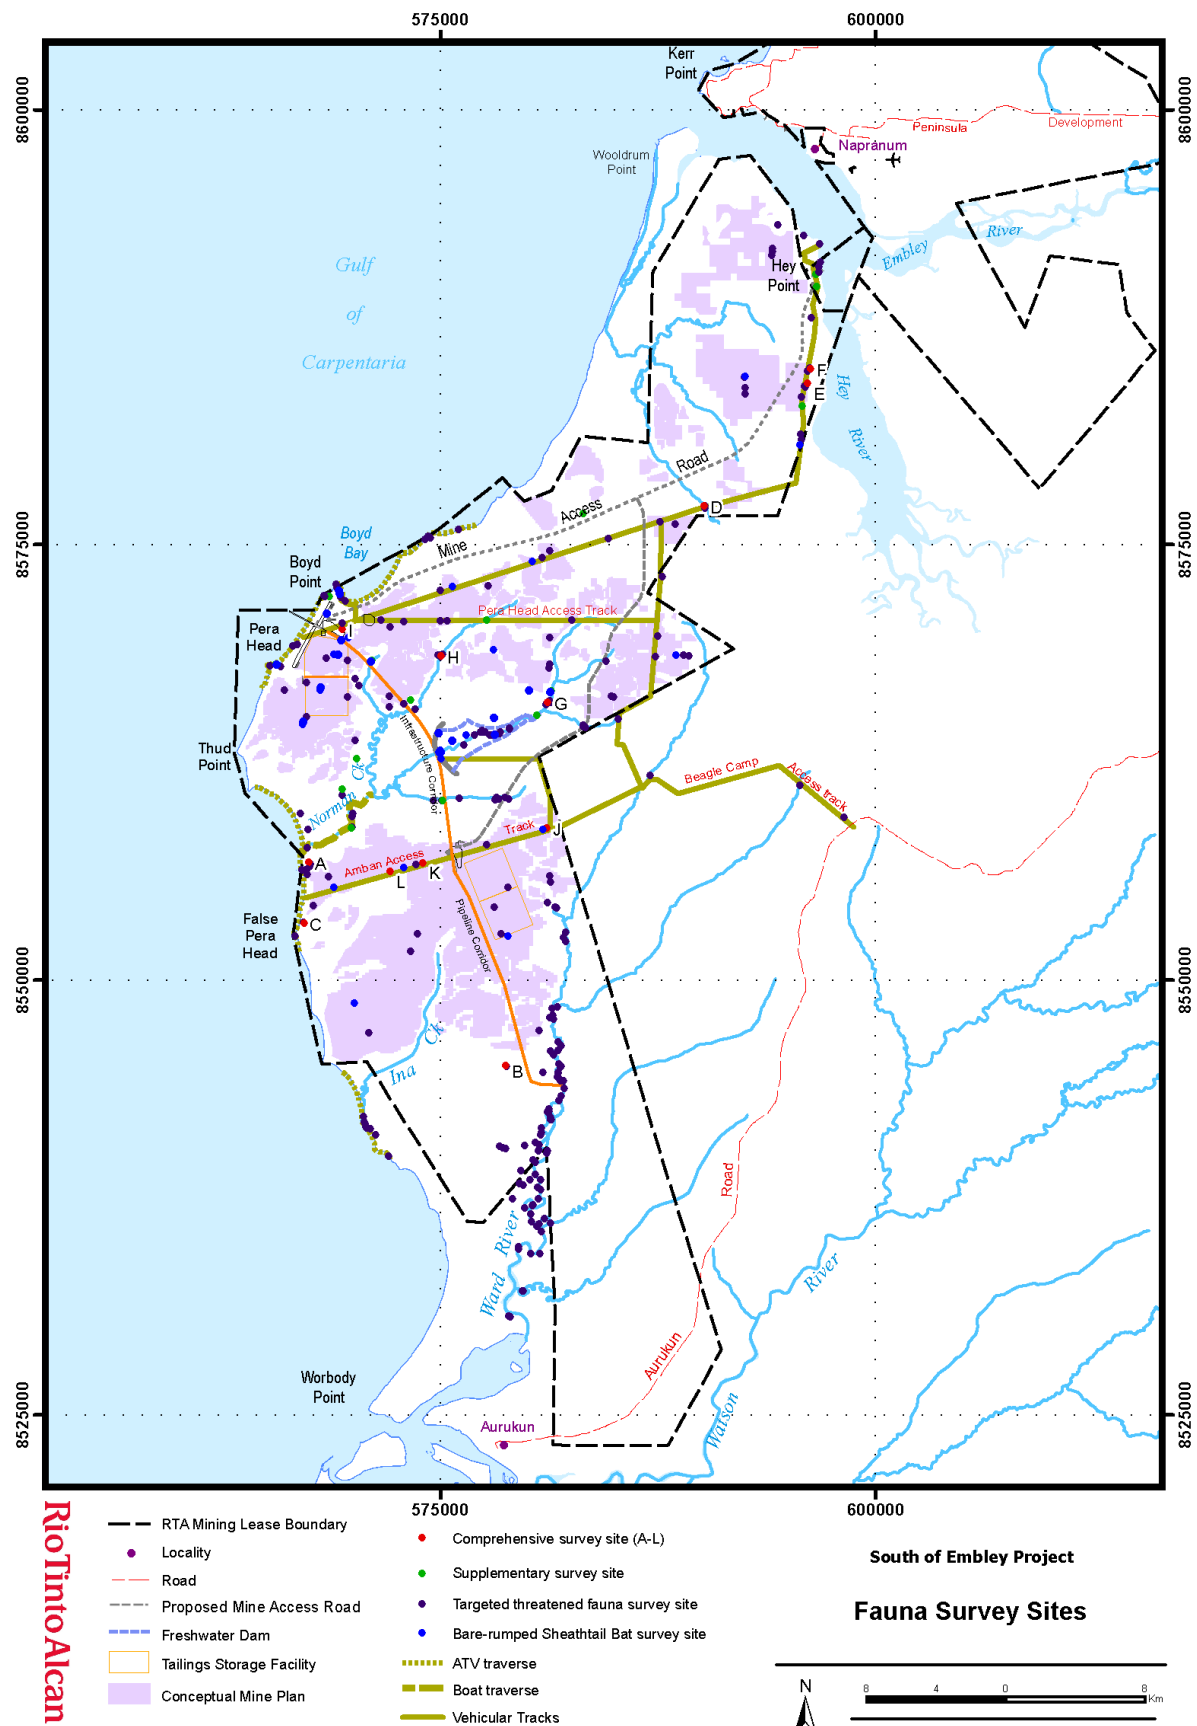 575000
600000
Kerr
Point
8600000
8600000
Peninsula
Development
Napranum
Wooldrum
Point
River
Embley
Gulf
of
Carpentaria
Hey
Point
F
E
Hey
River
Road
Access
Mine
D
Boyd
Bay
8575000
8575000
Boyd
Point
Pera Head Access Track
D
I
Pera
Head
H
G
Infrastructure Corridor
Thud
Point
Norman
Ck
Beagle Camp
Access track
Track
J
A
Amban Access
K
L
C
False
Pera
Head
Pipeline Corridor
8550000
8550000
Ina
Ck
B
Road
Ward
River
River
Aurukun
Worbody
Point
Watson
8525000
8525000
Aurukun
575000
600000
RioTintoAlcan
RTA Mining Lease Boundary
Locality
Road
Proposed Mine Access Road
Freshwater Dam
Tailings Storage Facility
Conceptual Mine Plan
Comprehensive survey site (A-L)
Supplementary survey site
Targeted threatened fauna survey site
Bare-rumped Sheathtail Bat survey site
ATV traverse
Boat traverse
Vehicular Tracks
South of Embley Project
Fauna Survey Sites
N
8 4 0 8
Km